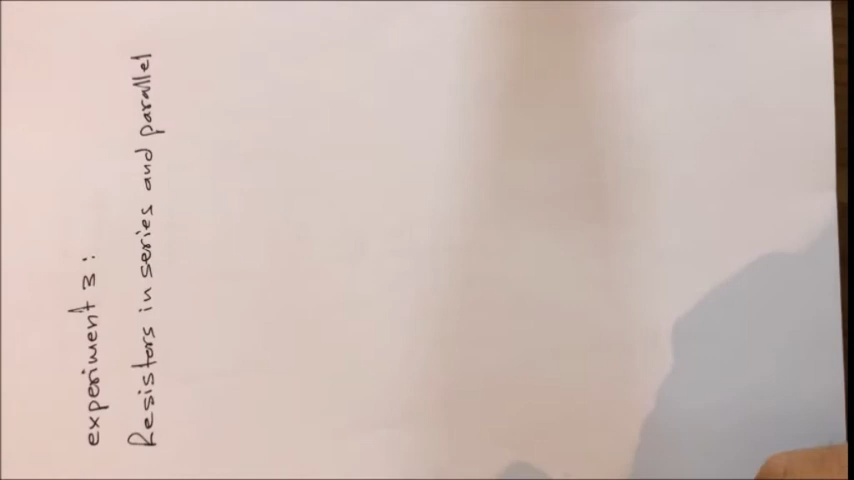 experiment 3:
Resistors in series and parallel